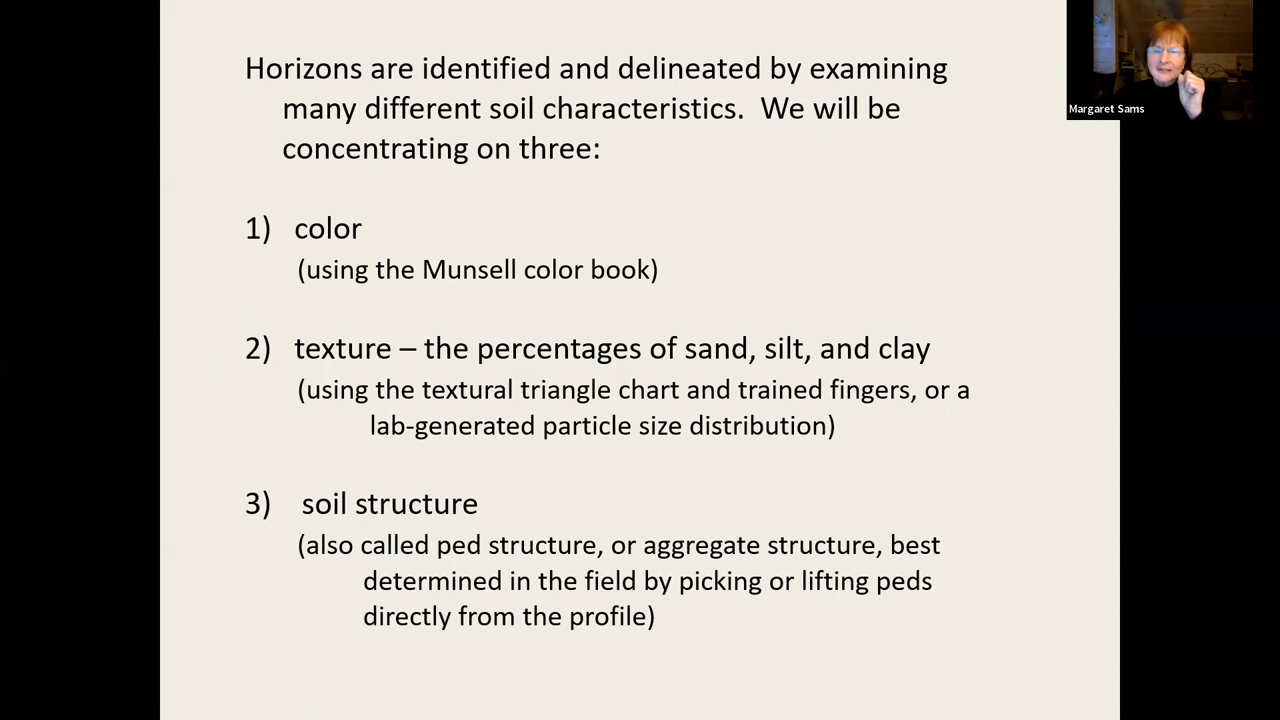 Horizons are identified and delineated by examining
many different soil characteristics.  We will be
concentrating on three:
1)   color
(using the Munsell color book)
2)   texture – the percentages of sand, silt, and clay
(using the textural triangle chart and trained fingers, or a
lab-generated particle size distribution)
3)    soil structure
(also called ped structure, or aggregate structure, best
determined in the field by picking or lifting peds
directly from the profile)
Margaret Sams